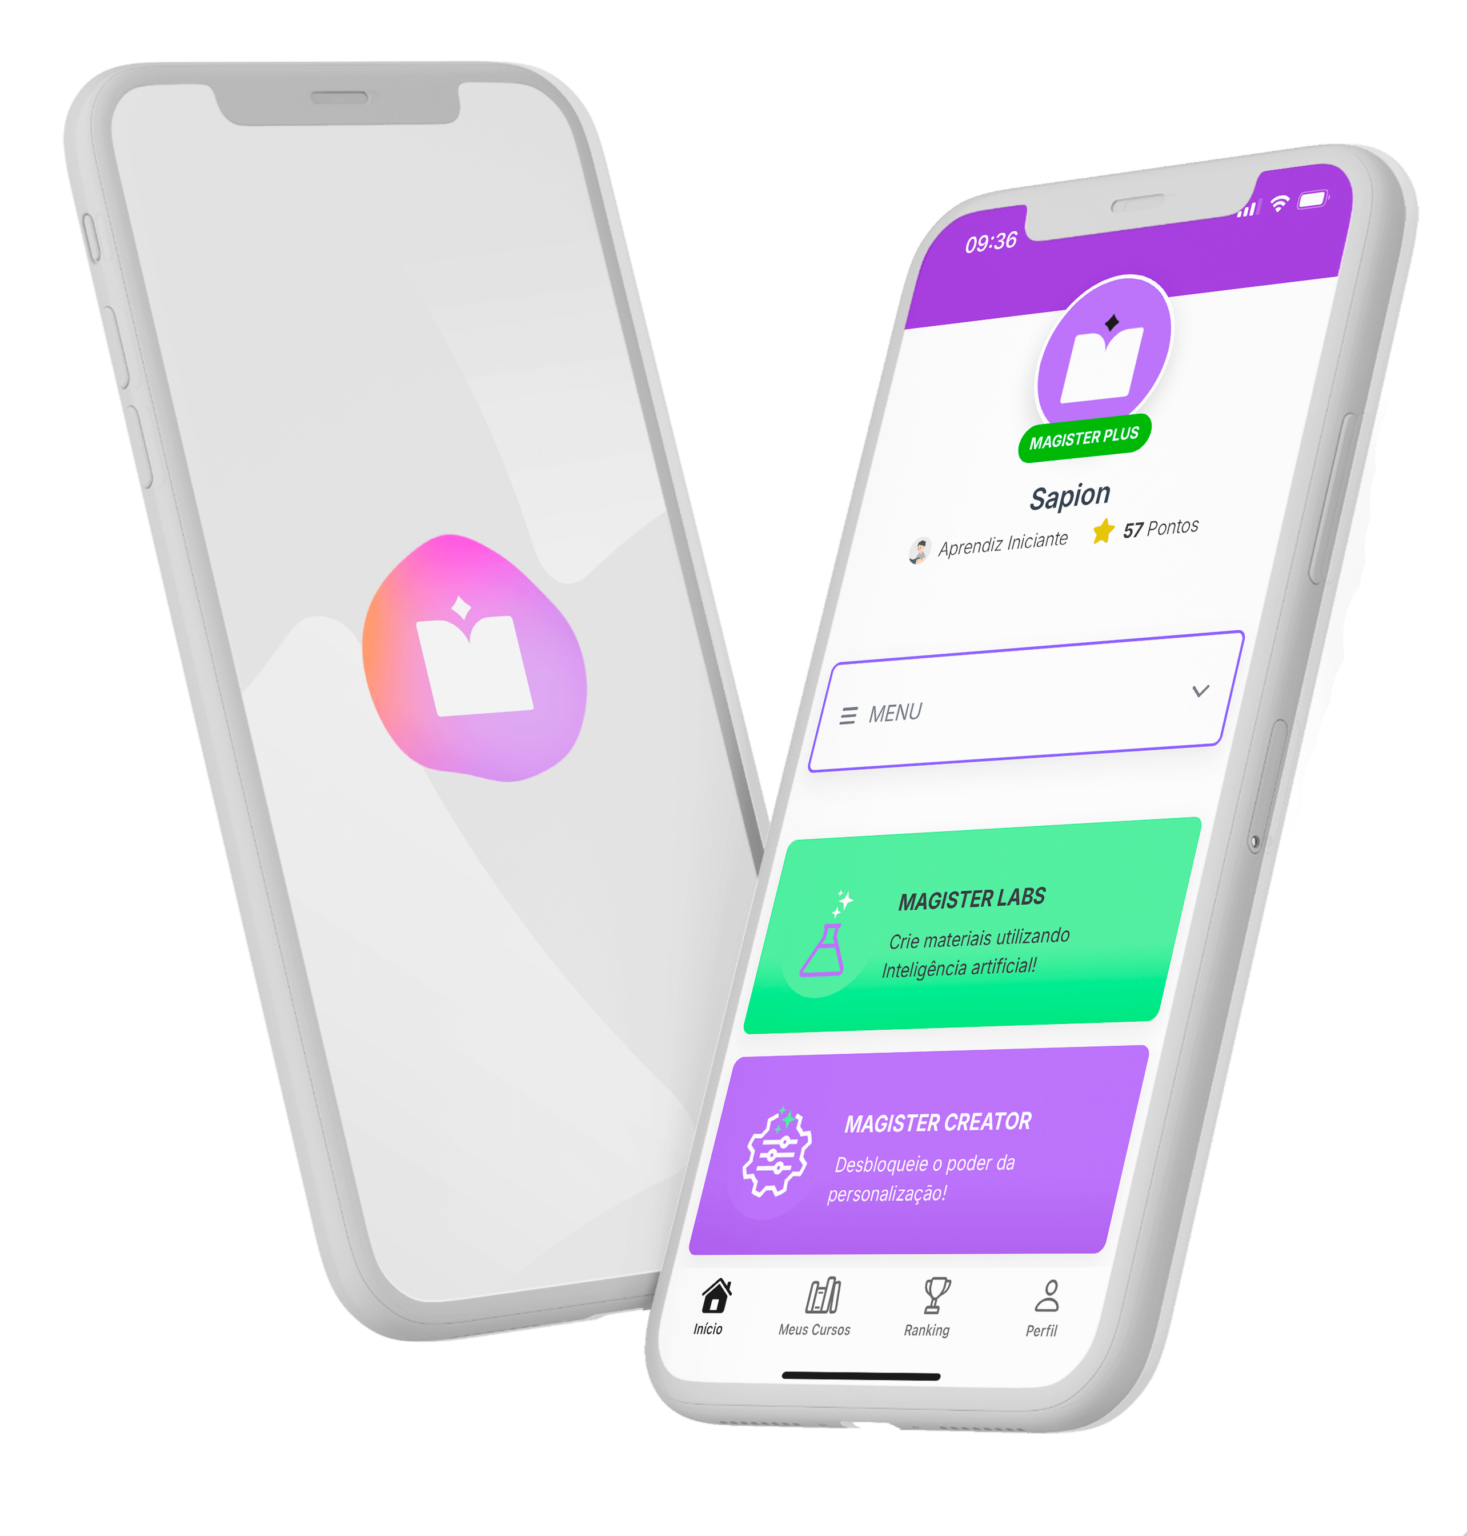 09:36
MAGISTER PLUS
Sapion
Aprendiz Iniciante 57 Pontos
MENU
MAGISTER LABS
Crie materiais utilizando
Inteligência artificial!
MAGISTER CREATOR
Desbloqueie o poder da
personalização!
Início Meus Cursos Ranking Perfil